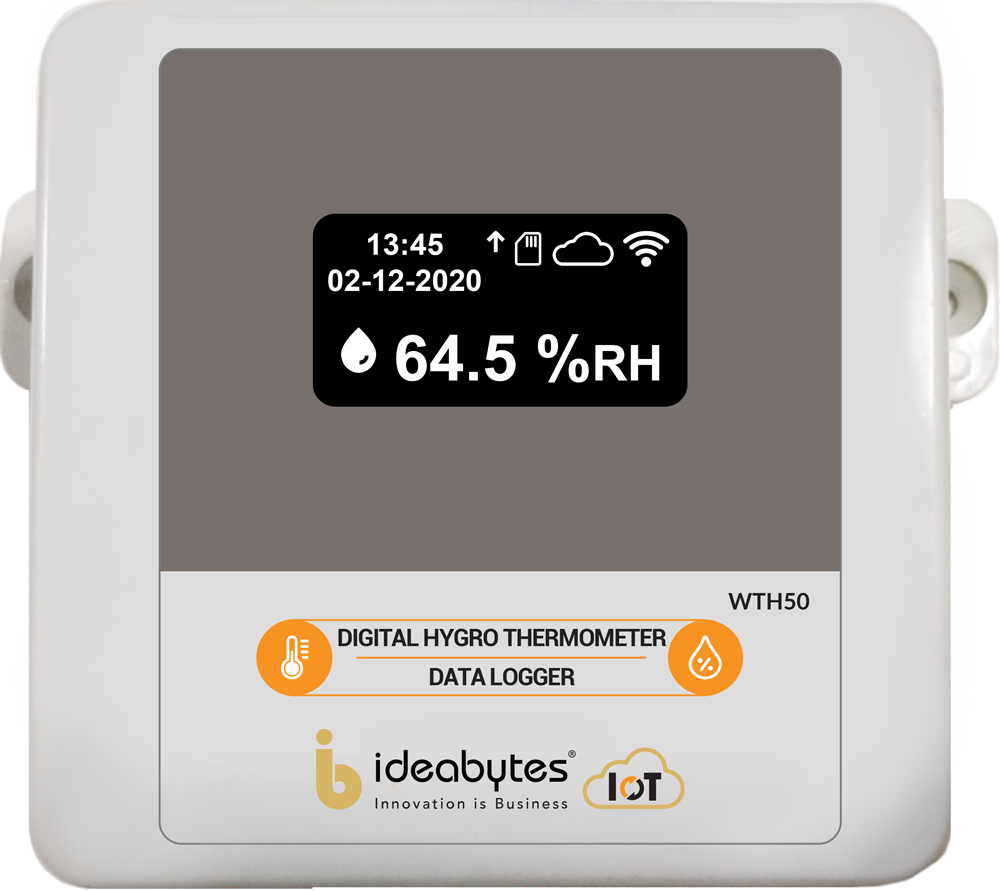 13:45
02-12-2020
64.5 %RH
WTH50
DIGITAL HYGRO THERMOMETER
DATA LOGGER
ideabytes®
Innovation is Business
IoT